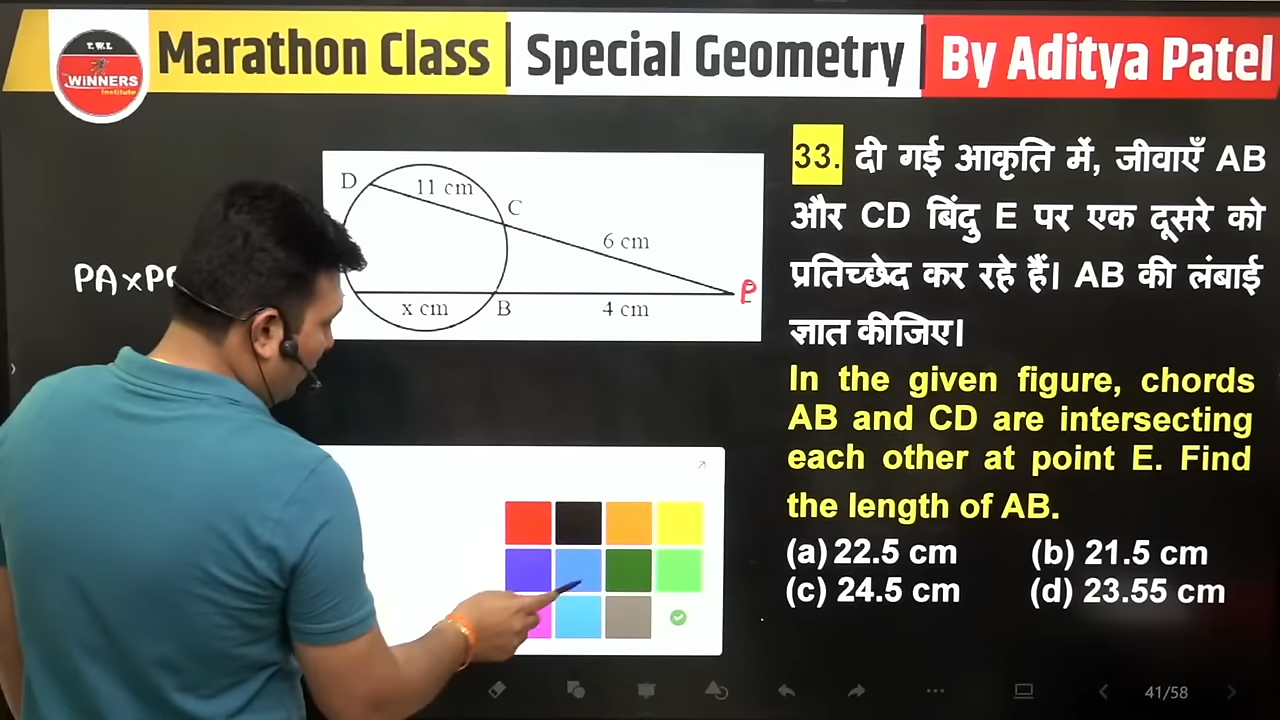 T.W.I.
WINNERS
Institute
Marathon Class | Special Geometry By Aditya Patel
D
11 cm
C
6 cm
x cm
B
4 cm
P
PA×P
33. दी गई आकृति में, जीवाएँ AB
और CD बिंदु E पर एक दूसरे को
प्रतिच्छेद कर रहे हैं। AB की लंबाई
ज्ञात कीजिए।
In the given figure, chords
AB and CD are intersecting
each other at point E. Find
the length of AB.
(a) 22.5 cm (b) 21.5 cm
(c) 24.5 cm (d) 23.55 cm
41/58